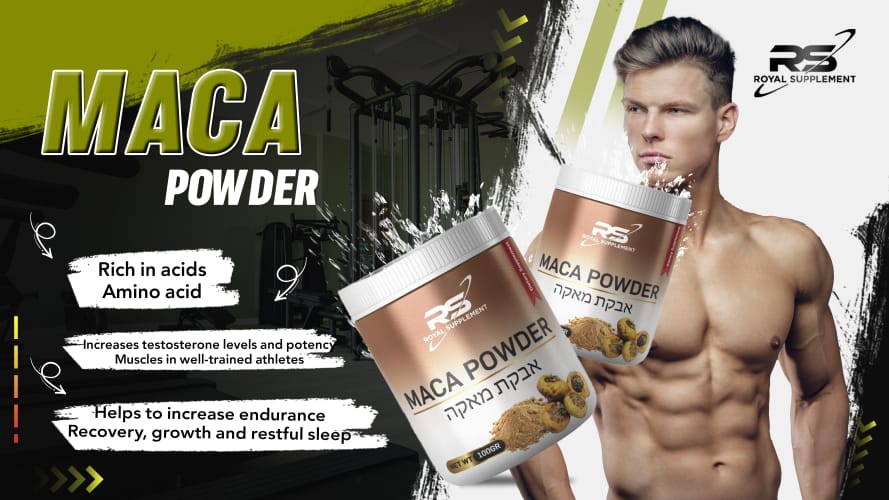 MACA
POWDER
RS
ROYAL SUPPLEMENT
Rich in acids
Amino acid
Increases testosterone levels and potency
Muscles in well-trained athletes
Helps to increase endurance
Recovery, growth and restful sleep
RS
ROYAL SUPPLEMENT
MACA POWDER
אבקת מאקה
NET WT 100GR
RS
ROYAL SUPPLEMENT
MACA POWDER
אבקת מאקה